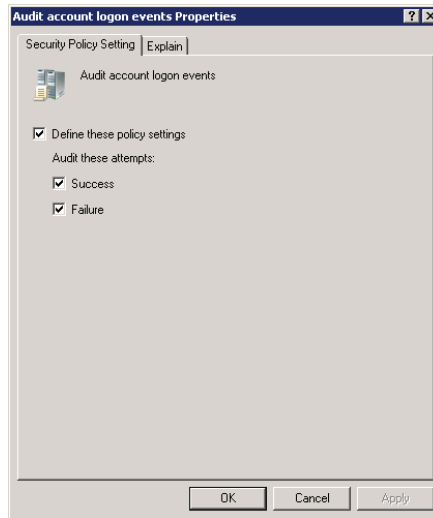 Audit account logon events Properties
Security Policy Setting
Explain
Audit account logon events
Define these policy settings
Audit these attempts:
Success
Failure
OK
Cancel
Apply